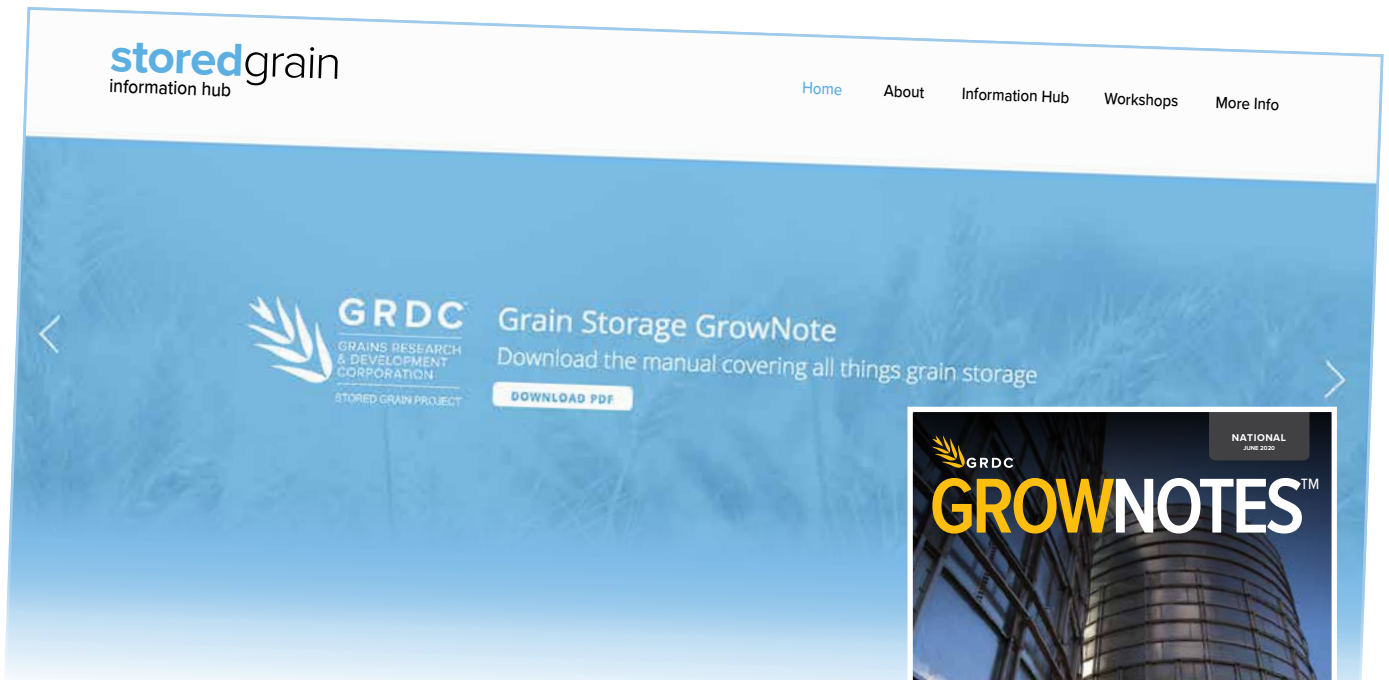 storedgrain
information hub
Home About Information Hub Workshops More Info
GRDC
GRAINS RESEARCH
& DEVELOPMENT
CORPORATION
STORED GRAIN PROJECT
Grain Storage GrowNote
Download the manual covering all things grain storage
DOWNLOAD PDF
NATIONAL
JUNE 2020
GRDC
GROWNOTES™